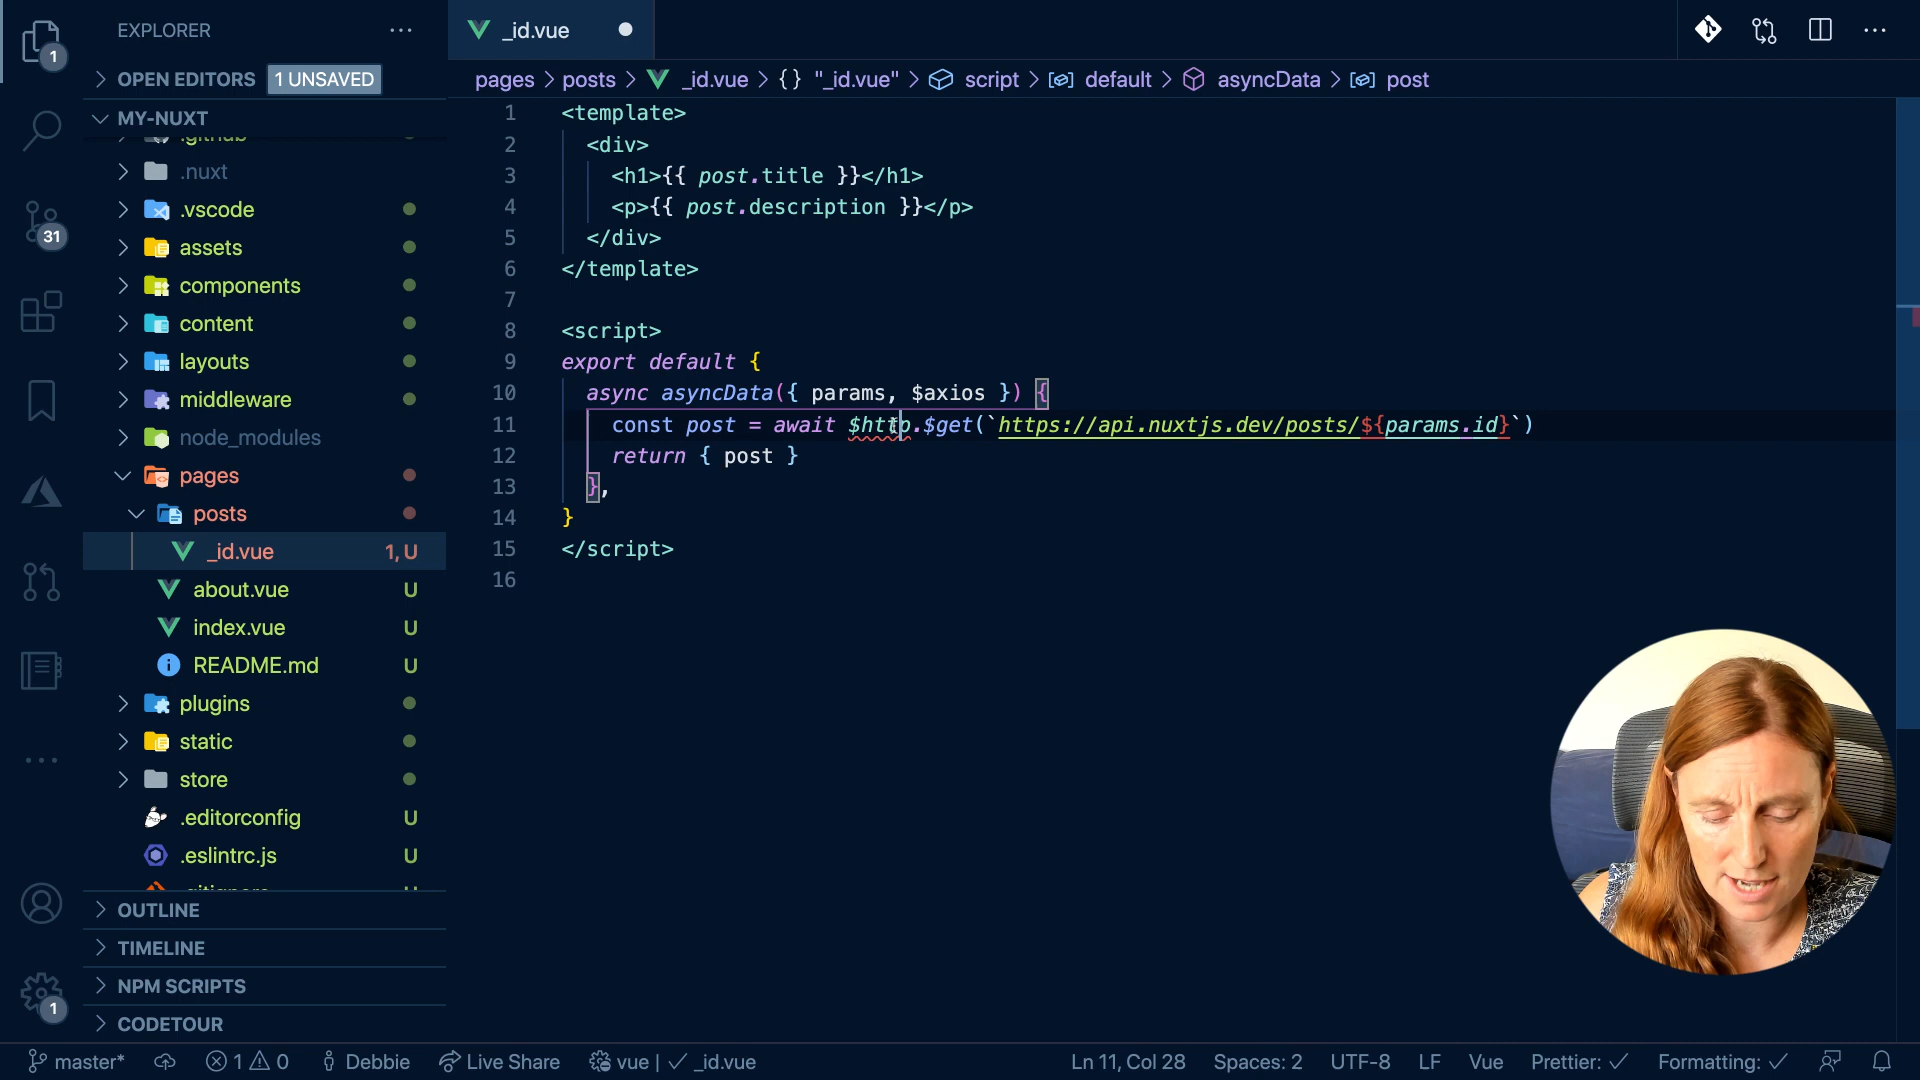 EXPLORER
_id.vue
1
OPEN EDITORS 1 UNSAVED
pages > posts > _id.vue > {} "_id.vue" > script > default > asyncData > post
MY-NUXT
.github
.nuxt
.vscode
assets
31
components
content
layouts
middleware
node_modules
pages
posts
_id.vue 1, U
about.vue U
index.vue U
README.md U
plugins
static
store
.editorconfig U
.eslintrc.js U
.gitignore U
OUTLINE
TIMELINE
NPM SCRIPTS
1
CODETOUR
1 <template>
2 <div>
3 <h1>{{ post.title }}</h1>
4 <p>{{ post.description }}</p>
5 </div>
6 </template>
7
8 <script>
9 export default {
10 async asyncData({ params, $axios }) {
11 const post = await $http.$get(`https://api.nuxtjs.dev/posts/${params.id}`)
12 return { post }
13 },
14 }
15 </script>
16
master* 1 0 Debbie Live Share vue | ✓ _id.vue Ln 11, Col 28 Spaces: 2 UTF-8 LF Vue Prettier: ✓ Formatting: ✓